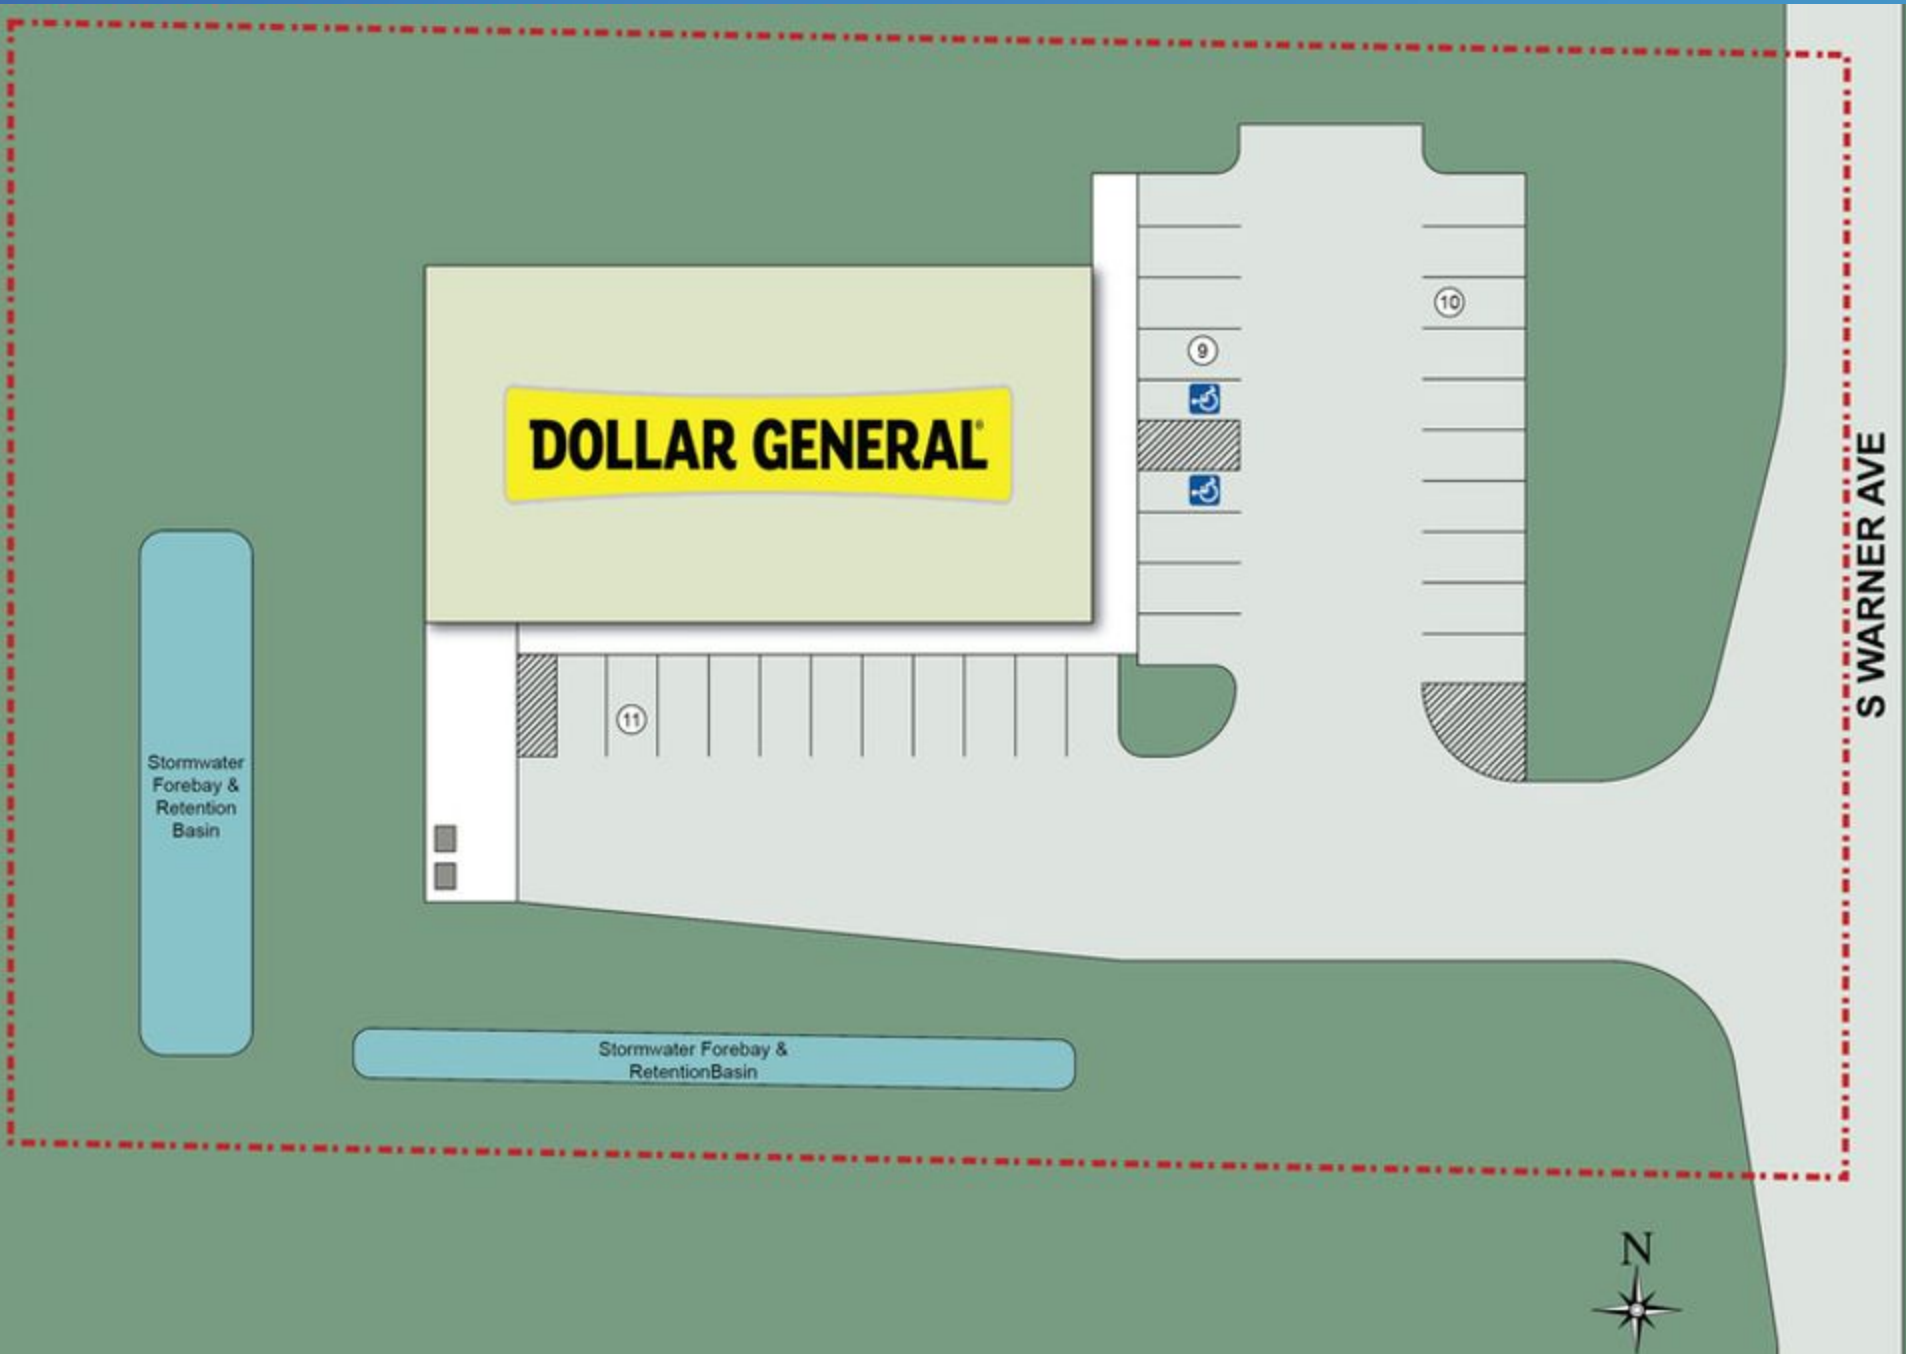 10
9
DOLLAR GENERAL®
S WARNER AVE
11
Stormwater
Forebay &
Retention
Basin
Stormwater Forebay &
RetentionBasin
N